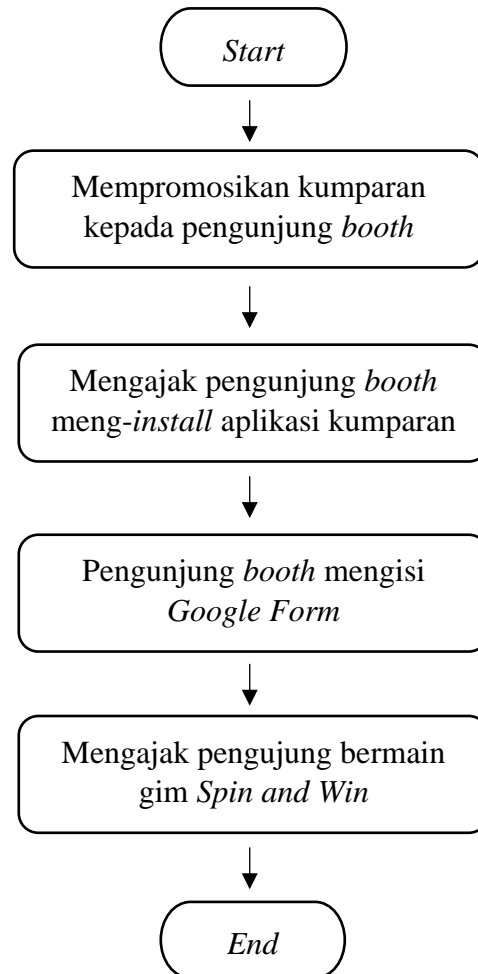 Start
Mempromosikan kumparan
kepada pengunjung booth
Mengajak pengunjung booth
meng-install aplikasi kumparan
Pengunjung booth mengisi
Google Form
Mengajak pengujung bermain
gim Spin and Win
End